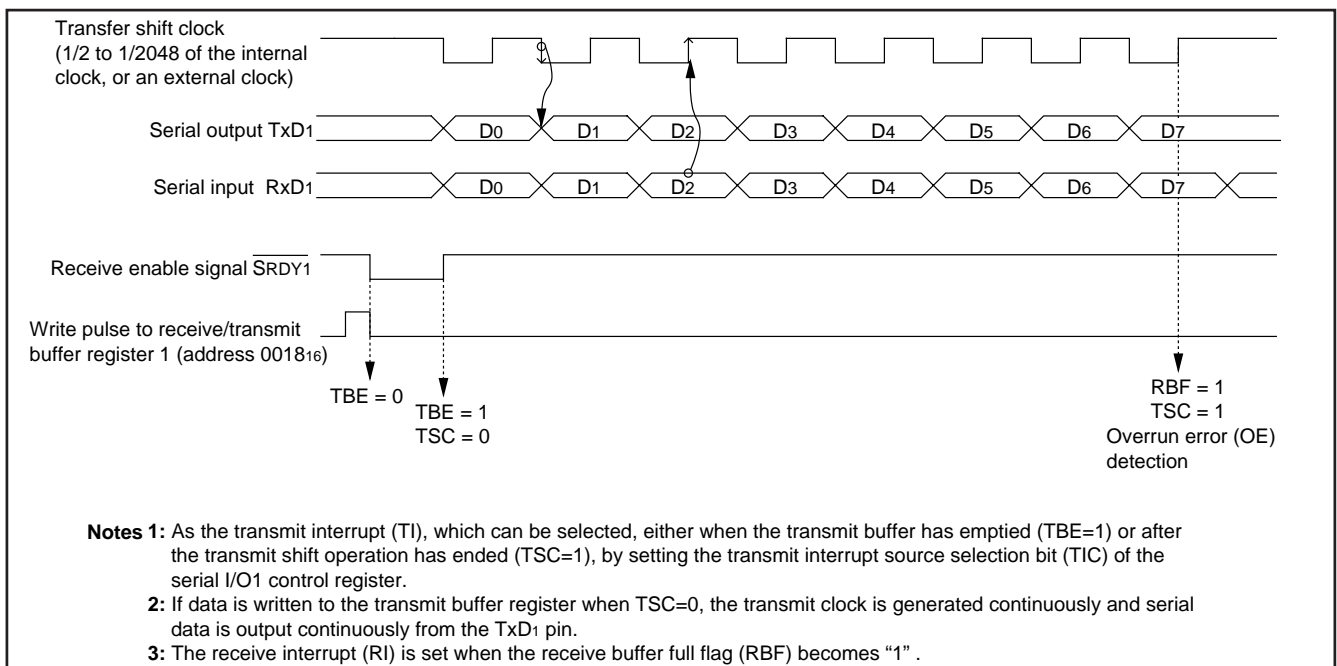 Transfer shift clock
(1/2 to 1/2048 of the internal
clock, or an external clock)
Serial output TxD1 D0 D1 D2 D3 D4 D5 D6 D7
Serial input RxD1 D0 D1 D2 D3 D4 D5 D6 D7
Receive enable signal S̅R̅D̅Y̅1̅
Write pulse to receive/transmit
buffer register 1 (address 001816)
TBE = 0
TBE = 1
TSC = 0
RBF = 1
TSC = 1
Overrun error (OE)
detection
Notes 1: As the transmit interrupt (TI), which can be selected, either when the transmit buffer has emptied (TBE=1) or after
the transmit shift operation has ended (TSC=1), by setting the transmit interrupt source selection bit (TIC) of the
serial I/O1 control register.
2: If data is written to the transmit buffer register when TSC=0, the transmit clock is generated continuously and serial
data is output continuously from the TxD1 pin.
3: The receive interrupt (RI) is set when the receive buffer full flag (RBF) becomes “1” .